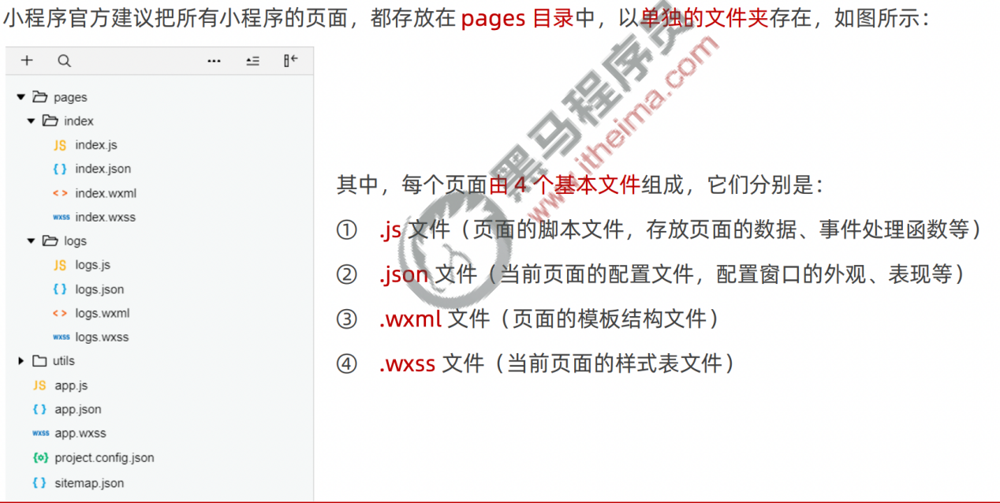 小程序官方建议把所有小程序的页面，都存放在 pages 目录中，以单独的文件夹存在，如图所示：
pages
index
JS index.js
{ } index.json
< > index.wxml
wxss index.wxss
logs
JS logs.js
{ } logs.json
< > logs.wxml
wxss logs.wxss
utils
JS app.js
{ } app.json
wxss app.wxss
{o} project.config.json
{ } sitemap.json
其中，每个页面由 4 个基本文件组成，它们分别是：
① .js 文件（页面的脚本文件，存放页面的数据、事件处理函数等）
② .json 文件（当前页面的配置文件，配置窗口的外观、表现等）
③ .wxml 文件（页面的模板结构文件）
④ .wxss 文件（当前页面的样式表文件）
黑马程序员
www.itheima.com